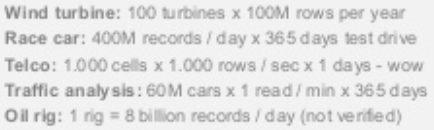 Wind turbine: 100 turbines x 100M rows per year
Race car: 400M records / day x 365 days test drive
Telco: 1.000 cells x 1.000 rows / sec x 1 days - wow
Traffic analysis: 60M cars x 1 read / min x 365 days
Oil rig: 1 rig = 8 billion records / day (not verified)